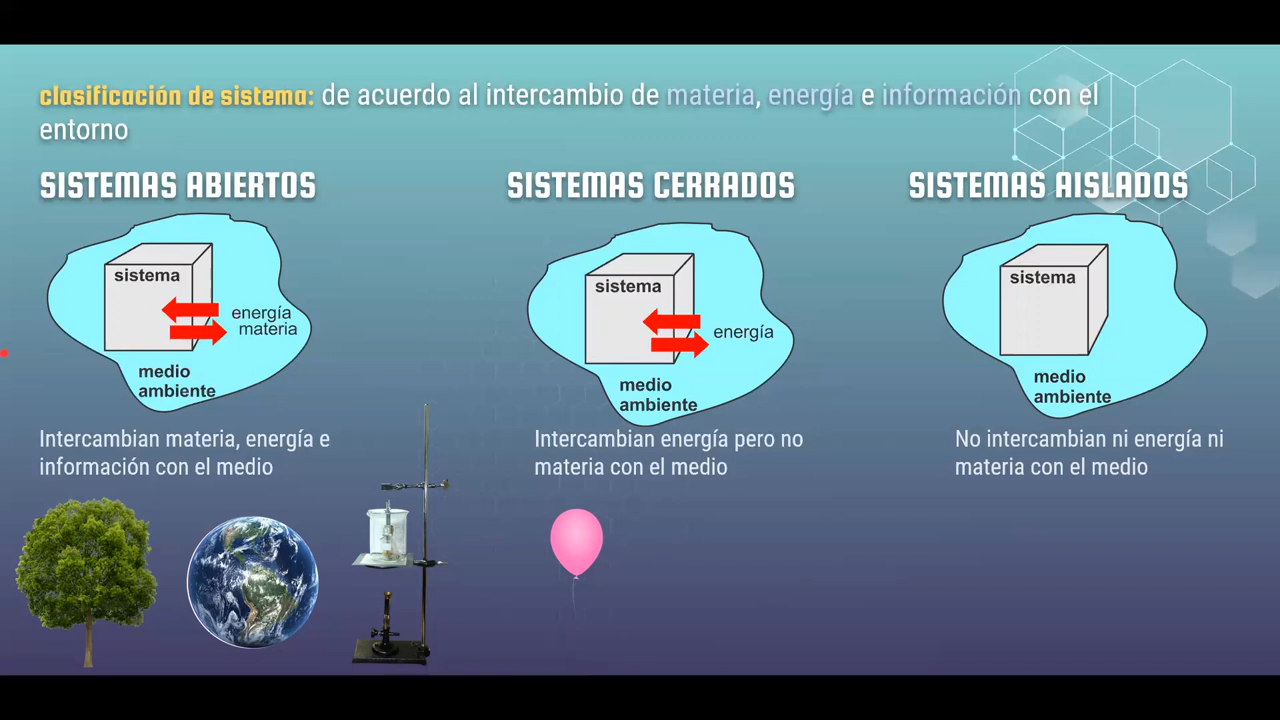 clasificación de sistema: de acuerdo al intercambio de materia, energía e información con el
entorno
SISTEMAS ABIERTOS
sistema
energía
materia
medio
ambiente
Intercambian materia, energía e
información con el medio
SISTEMAS CERRADOS
sistema
energía
medio
ambiente
Intercambian energía pero no
materia con el medio
SISTEMAS AISLADOS
sistema
medio
ambiente
No intercambian ni energía ni
materia con el medio